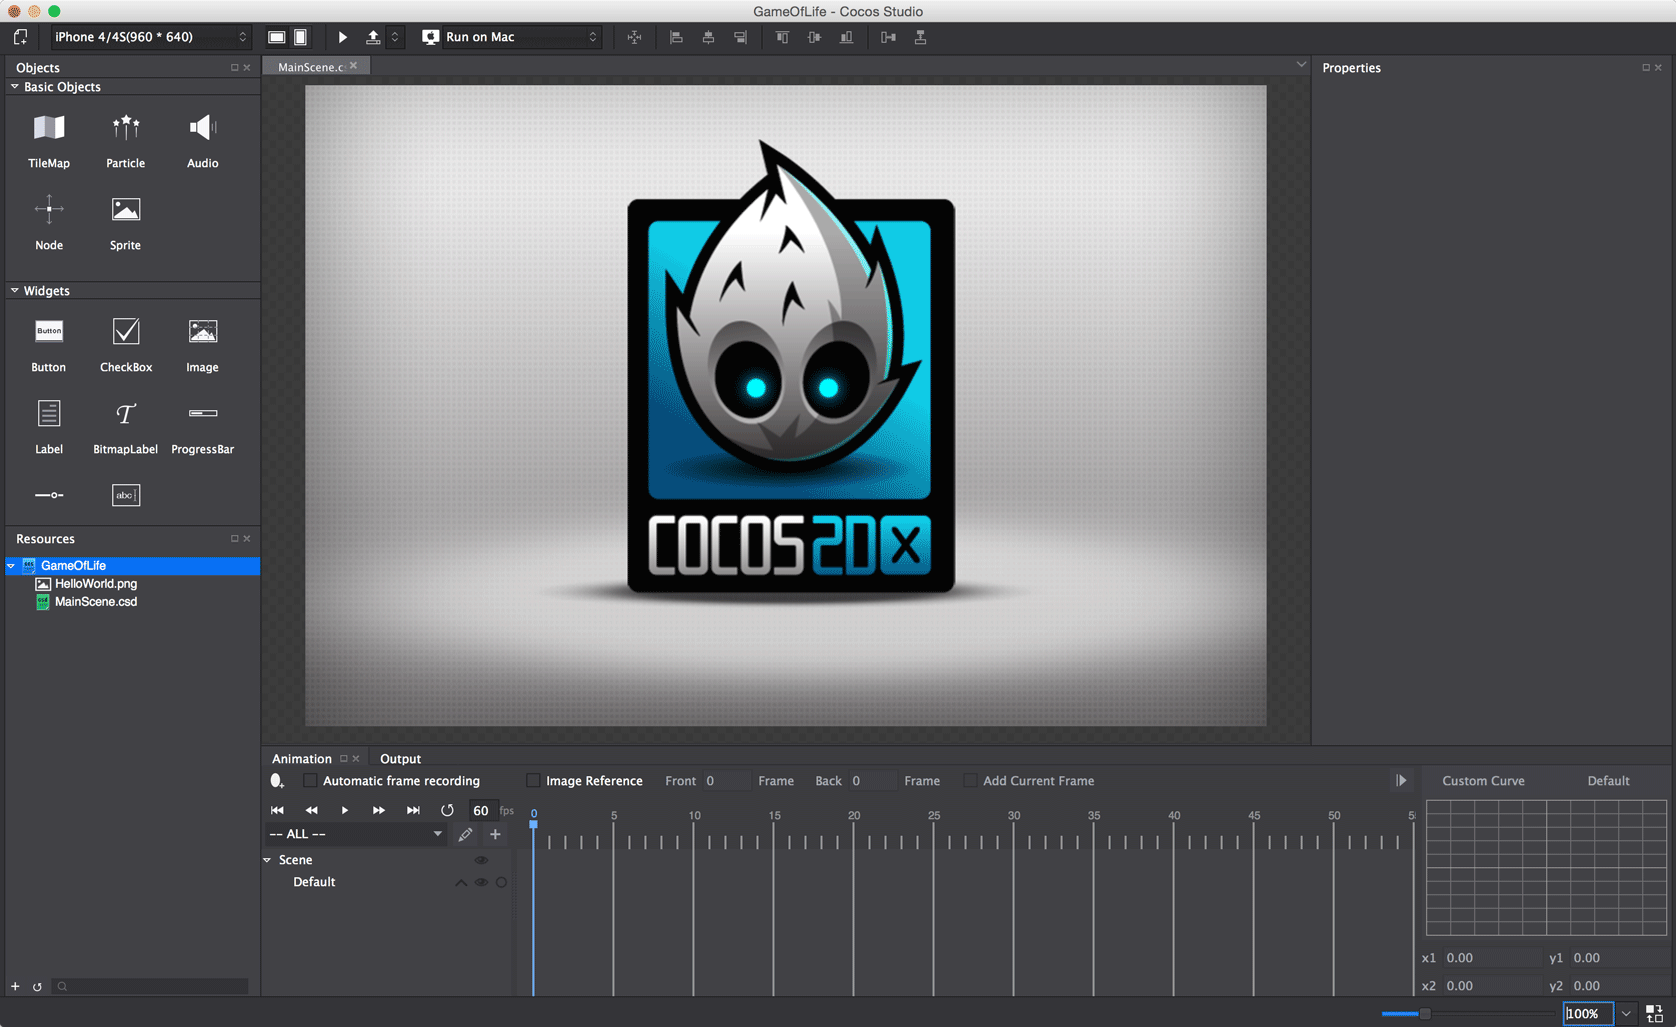 GameOfLife - Cocos Studio
iPhone 4/4S(960 * 640)
Run on Mac
Objects
Basic Objects
TileMap Particle Audio
Node Sprite
Widgets
Button
Button CheckBox Image
Label BitmapLabel ProgressBar
abc
Resources
GameOfLife
HelloWorld.png
MainScene.csd
MainScene.c
COCOS 2D X
Properties
Animation Output
Automatic frame recording Image Reference Front 0 Frame Back 0 Frame Add Current Frame Custom Curve Default
60 fps 0 5 10 15 20 25 30 35 40 45 50 5
-- ALL --
Scene
Default
x1 0.00 y1 0.00
x2 0.00 y2 0.00
100%